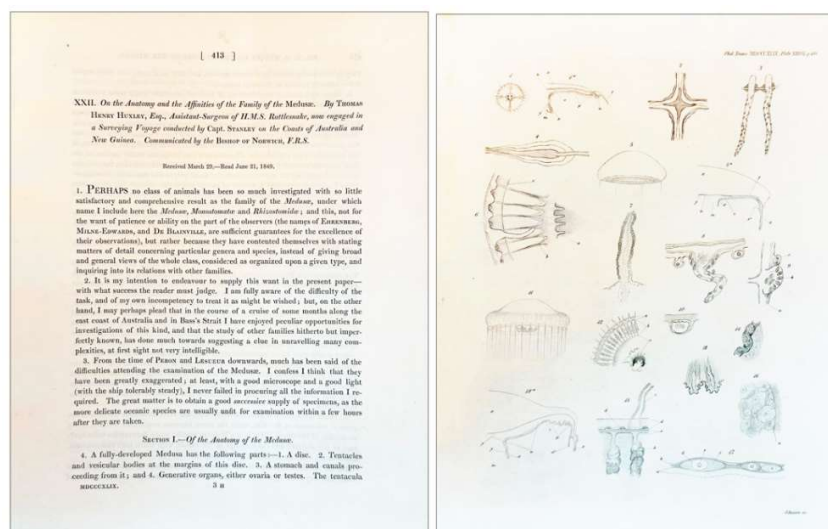 [ 413 ]
XXII. On the Anatomy and the Affinities of the Family of the Medusæ. By THOMAS
HENRY HUXLEY, Esq., Assistant-Surgeon of H.M.S. Rattlesnake, now engaged in
a Surveying Voyage conducted by Capt. STANLEY on the Coasts of Australia and
New Guinea. Communicated by the BISHOP OF NORWICH, F.R.S.
Received March 29,—Read June 21, 1849.
1. PERHAPS no class of animals has been so much investigated with so little
satisfactory and comprehensive result as the family of the Medusæ, under which
name I include here the Medusæ, Monostomatæ and Rhizostomidæ; and this, not for
the want of patience or ability on the part of the observers (the names of EHRENBERG,
MILNE-EDWARDS, and DE BLAINVILLE, are sufficient guarantees for the excellence of
their observations), but rather because they have contented themselves with stating
matters of detail concerning particular genera and species, instead of giving broad
and general views of the whole class, considered as organized upon a given type, and
inquiring into its relations with other families.
2. It is my intention to endeavour to supply this want in the present paper—
with what success the reader must judge. I am fully aware of the difficulty of the
task, and of my own incompetency to treat it as might be wished; but, on the other
hand, I may perhaps plead that in the course of a cruise of some months along the
east coast of Australia and in Bass's Strait I have enjoyed peculiar opportunities for
investigations of this kind, and that the study of other families hitherto but imper-
fectly known, has done much towards suggesting a clue in unravelling many com-
plexities, at first sight not very intelligible.
3. From the time of PERON and LESUEUR downwards, much has been said of the
difficulties attending the examination of the Medusæ. I confess I think that they
have been greatly exaggerated; at least, with a good microscope and a good light
(with the ship tolerably steady), I never failed in procuring all the information I re-
quired. The great matter is to obtain a good successive supply of specimens, as the
more delicate oceanic species are usually unfit for examination within a few hours
after they are taken.
SECTION I.—Of the Anatomy of the Medusæ.
4. A fully-developed Medusa has the following parts:—1. A disc. 2. Tentacles
and vesicular bodies at the margins of this disc. 3. A stomach and canals pro-
ceeding from it; and 4. Generative organs, either ovaria or testes. The tentacula
MDCCCXLIX. 3 H